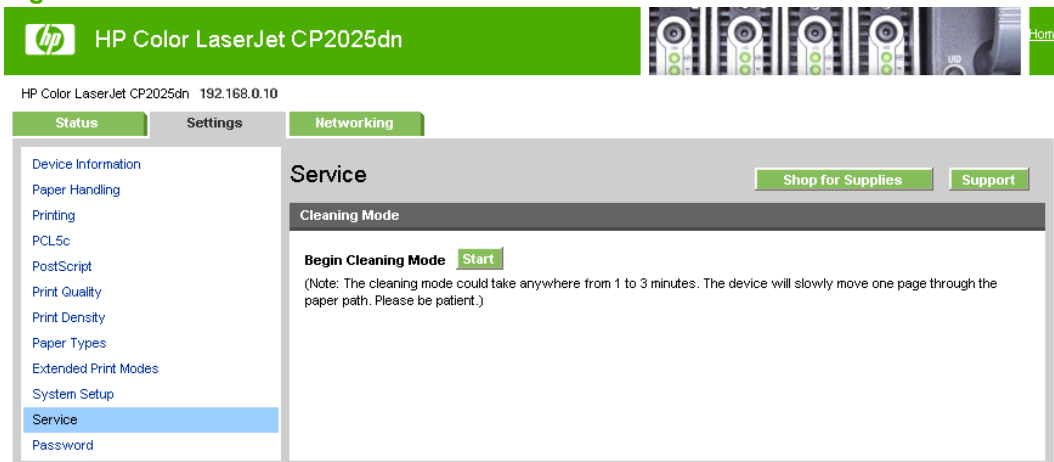 hp HP Color LaserJet CP2025dn
UID
Hom
HP Color LaserJet CP2025dn 192.168.0.10
Status Settings Networking
Device Information
Paper Handling
Printing
PCL5c
PostScript
Print Quality
Print Density
Paper Types
Extended Print Modes
System Setup
Service
Password
Service
Shop for Supplies Support
Cleaning Mode
Begin Cleaning Mode Start
(Note: The cleaning mode could take anywhere from 1 to 3 minutes. The device will slowly move one page through the
paper path. Please be patient.)